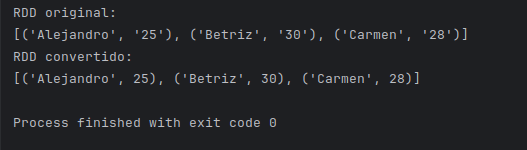 RDD original:
[('Alejandro', '25'), ('Betriz', '30'), ('Carmen', '28')]
RDD convertido:
[('Alejandro', 25), ('Betriz', 30), ('Carmen', 28)]
Process finished with exit code 0